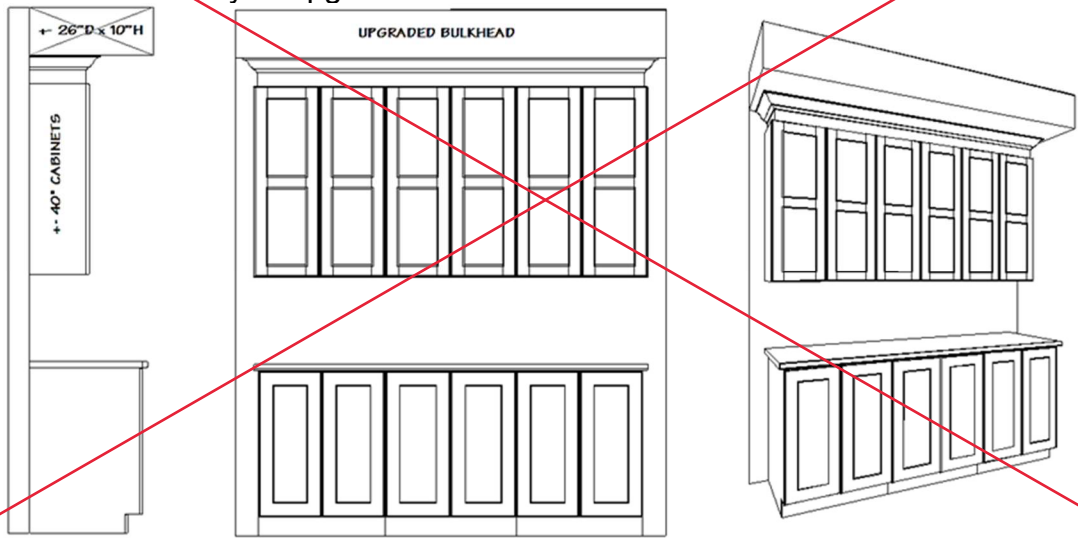 +- 26"D x 10"H
UPGRADED BULKHEAD
+- 40" CABINETS